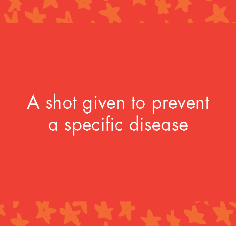 A shot given to prevent
a specific disease